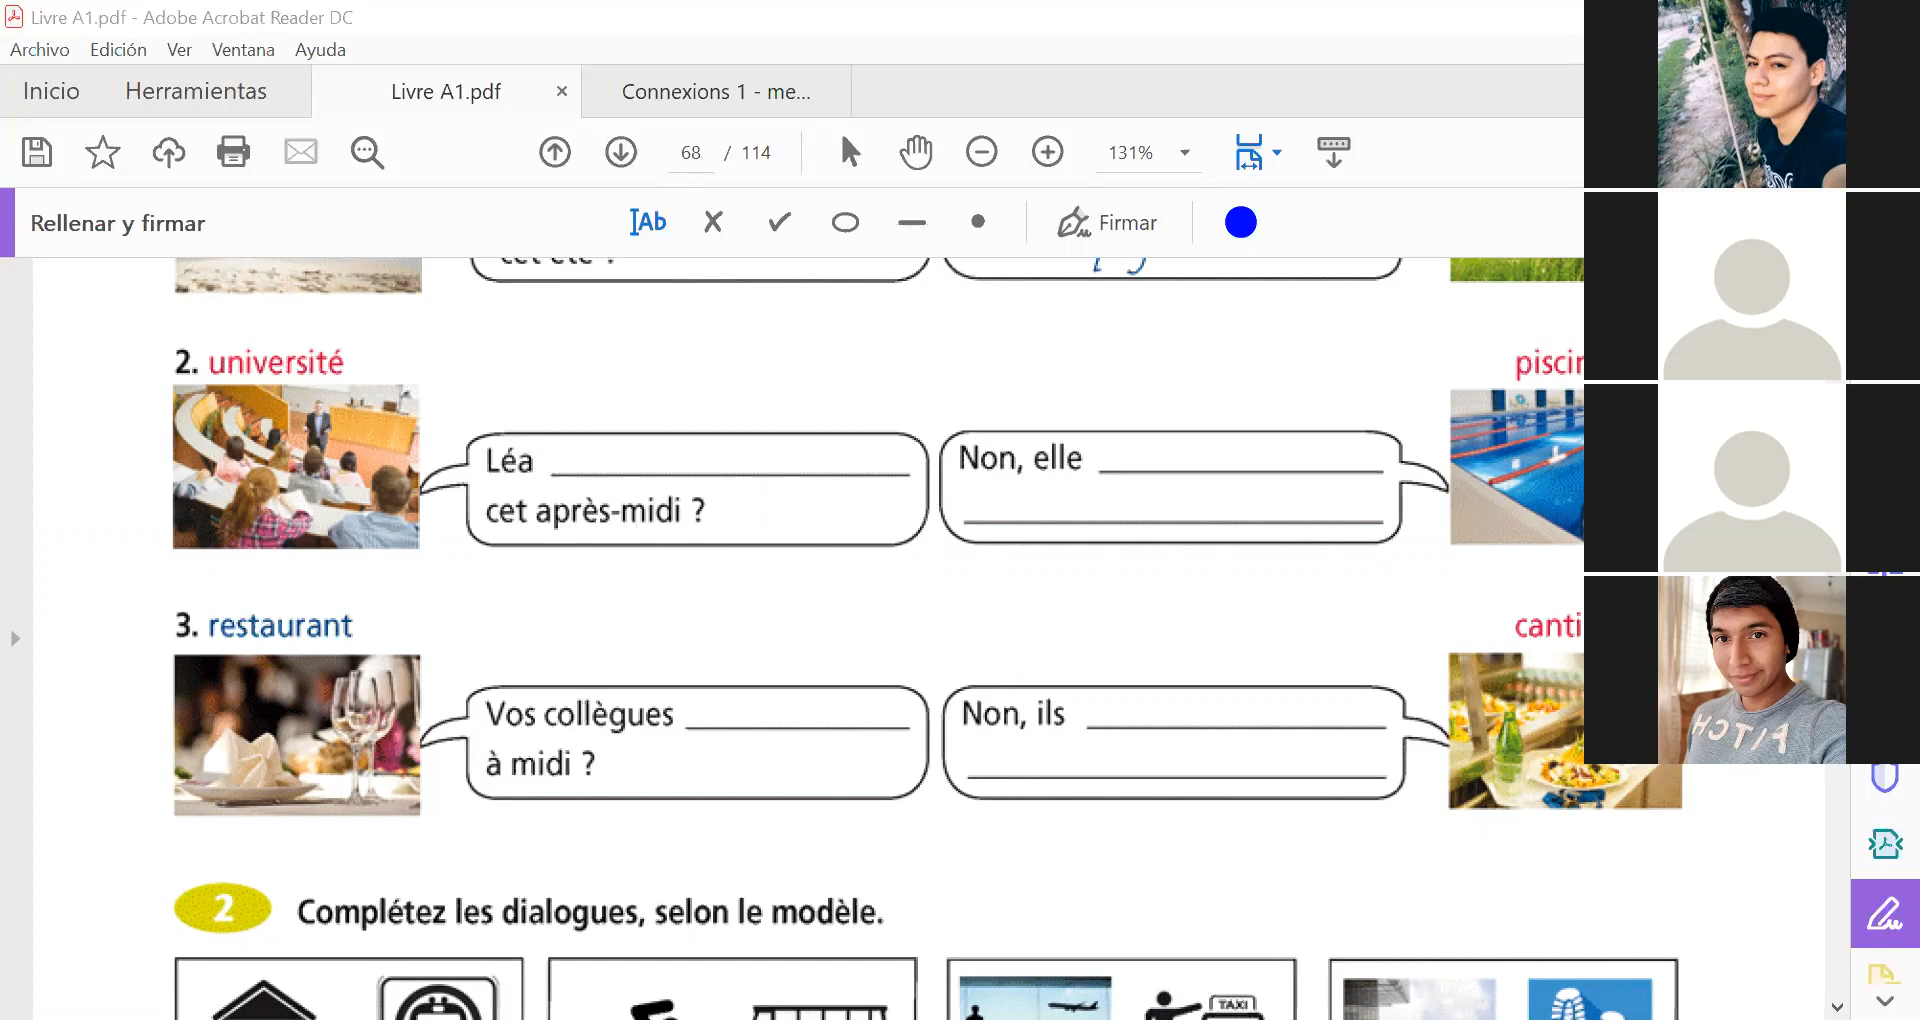 Livre A1.pdf - Adobe Acrobat Reader DC
Archivo Edición Ver Ventana Ayuda
Inicio Herramientas Livre A1.pdf × Connexions 1 - me...
68 / 114 131%
Rellenar y firmar Ab Firmar
cet été ?
2. université
Léa
cet après-midi ?
Non, elle
3. restaurant
Vos collègues
à midi ?
Non, ils
2 Complétez les dialogues, selon le modèle.
TAXI